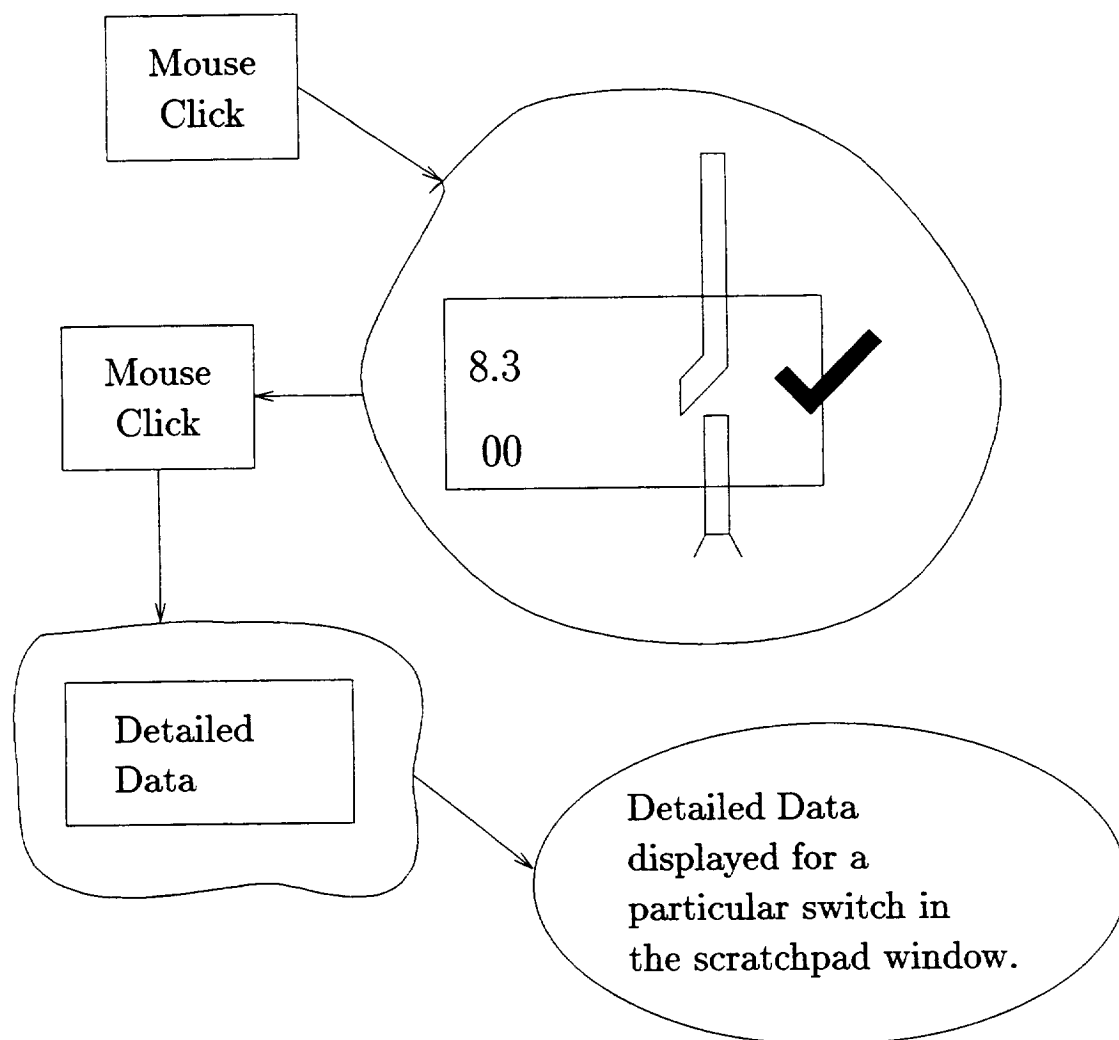 Mouse
Click
8.3
00
Mouse
Click
Detailed
Data
Detailed Data
displayed for a
particular switch in
the scratchpad window.